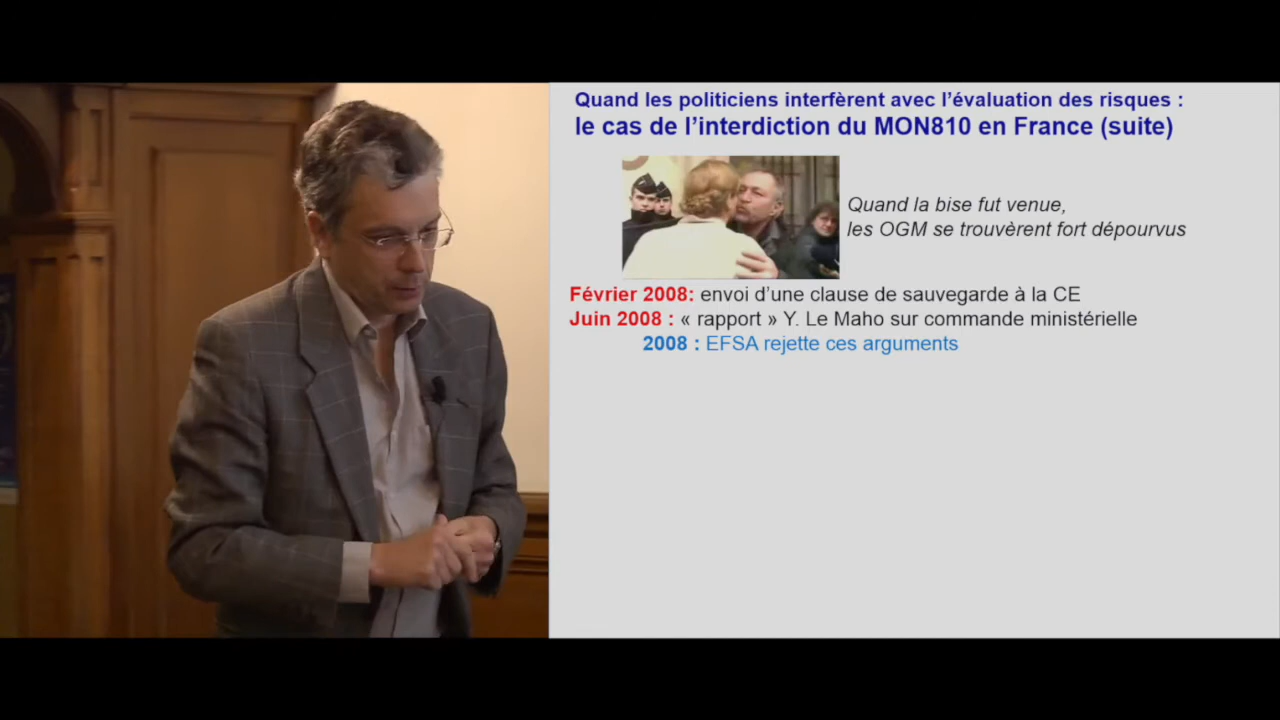 Quand les politiciens interfèrent avec l’évaluation des risques :
le cas de l’interdiction du MON810 en France (suite)
Quand la bise fut venue,
les OGM se trouvèrent fort dépourvus
Février 2008: envoi d’une clause de sauvegarde à la CE
Juin 2008 : « rapport » Y. Le Maho sur commande ministérielle
2008 : EFSA rejette ces arguments